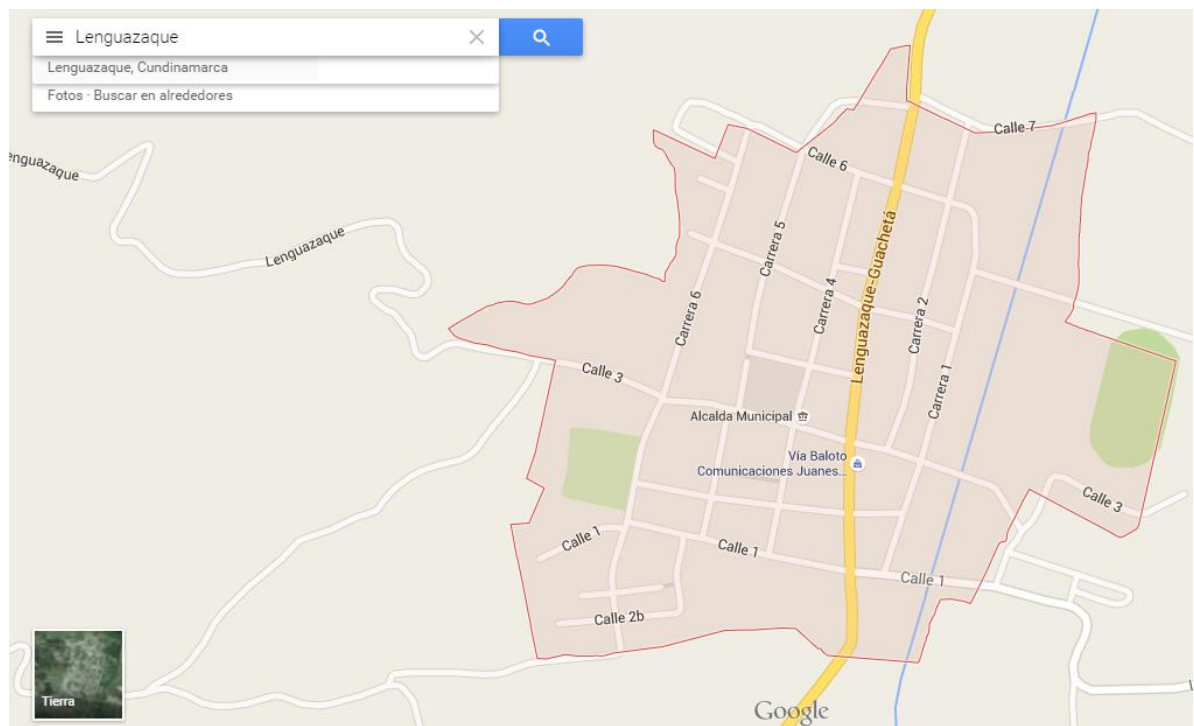 Lenguazaque
Lenguazaque, Cundinamarca
Fotos · Buscar en alrededores
Calle 7
Calle 6
enguazaque
Lenguazaque
Carrera 5
Carrera 6
Carrera 4
Lenguazaque-Guachetá
Carrera 2
Carrera 1
Calle 3
Alcalda Municipal
Vía Baloto
Comunicaciones Juanes...
Calle 3
Calle 1
Calle 1
Calle 1
Calle 2b
Tierra
Google
L